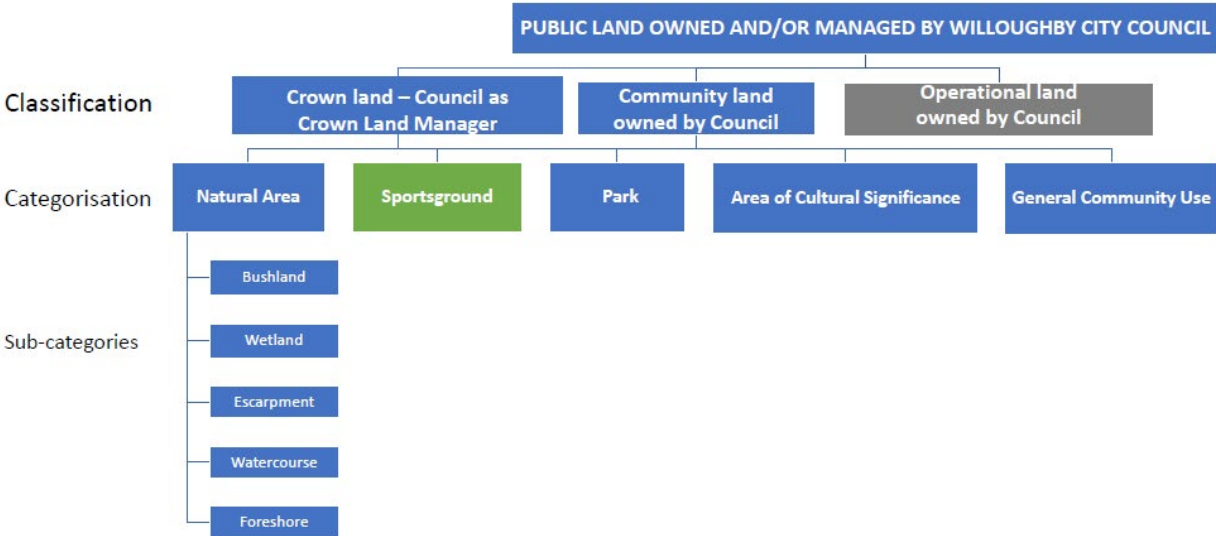 PUBLIC LAND OWNED AND/OR MANAGED BY WILLOUGHBY CITY COUNCIL
Classification
Crown land – Council as
Crown Land Manager
Community land
owned by Council
Operational land
owned by Council
Categorisation
Natural Area
Sportsground
Park
Area of Cultural Significance
General Community Use
Bushland
Sub-categories
Wetland
Escarpment
Watercourse
Foreshore